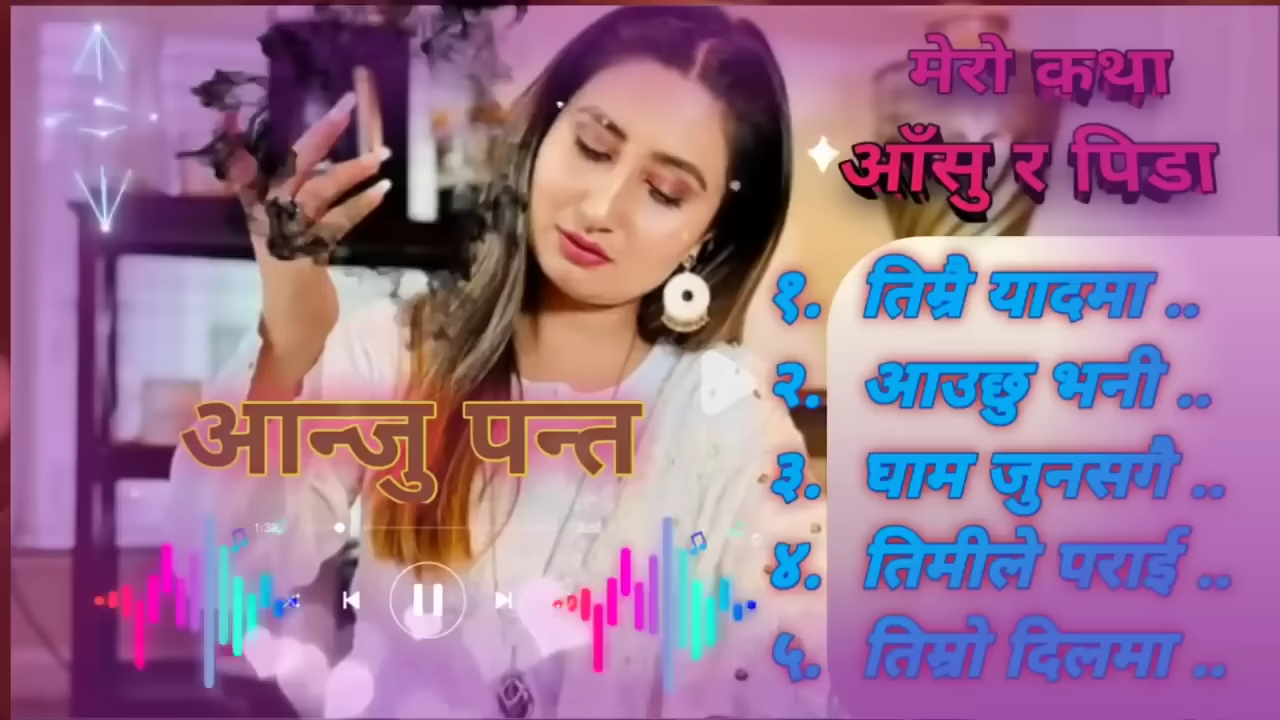 मेरो कथा
आँसु र पिडा
१. तिम्रै यादमा ..
२. आउछु भनी ..
३. घाम जुनसगै ..
४. तिमीले पराई ..
५. तिम्रो दिलमा ..
आन्जु पन्त